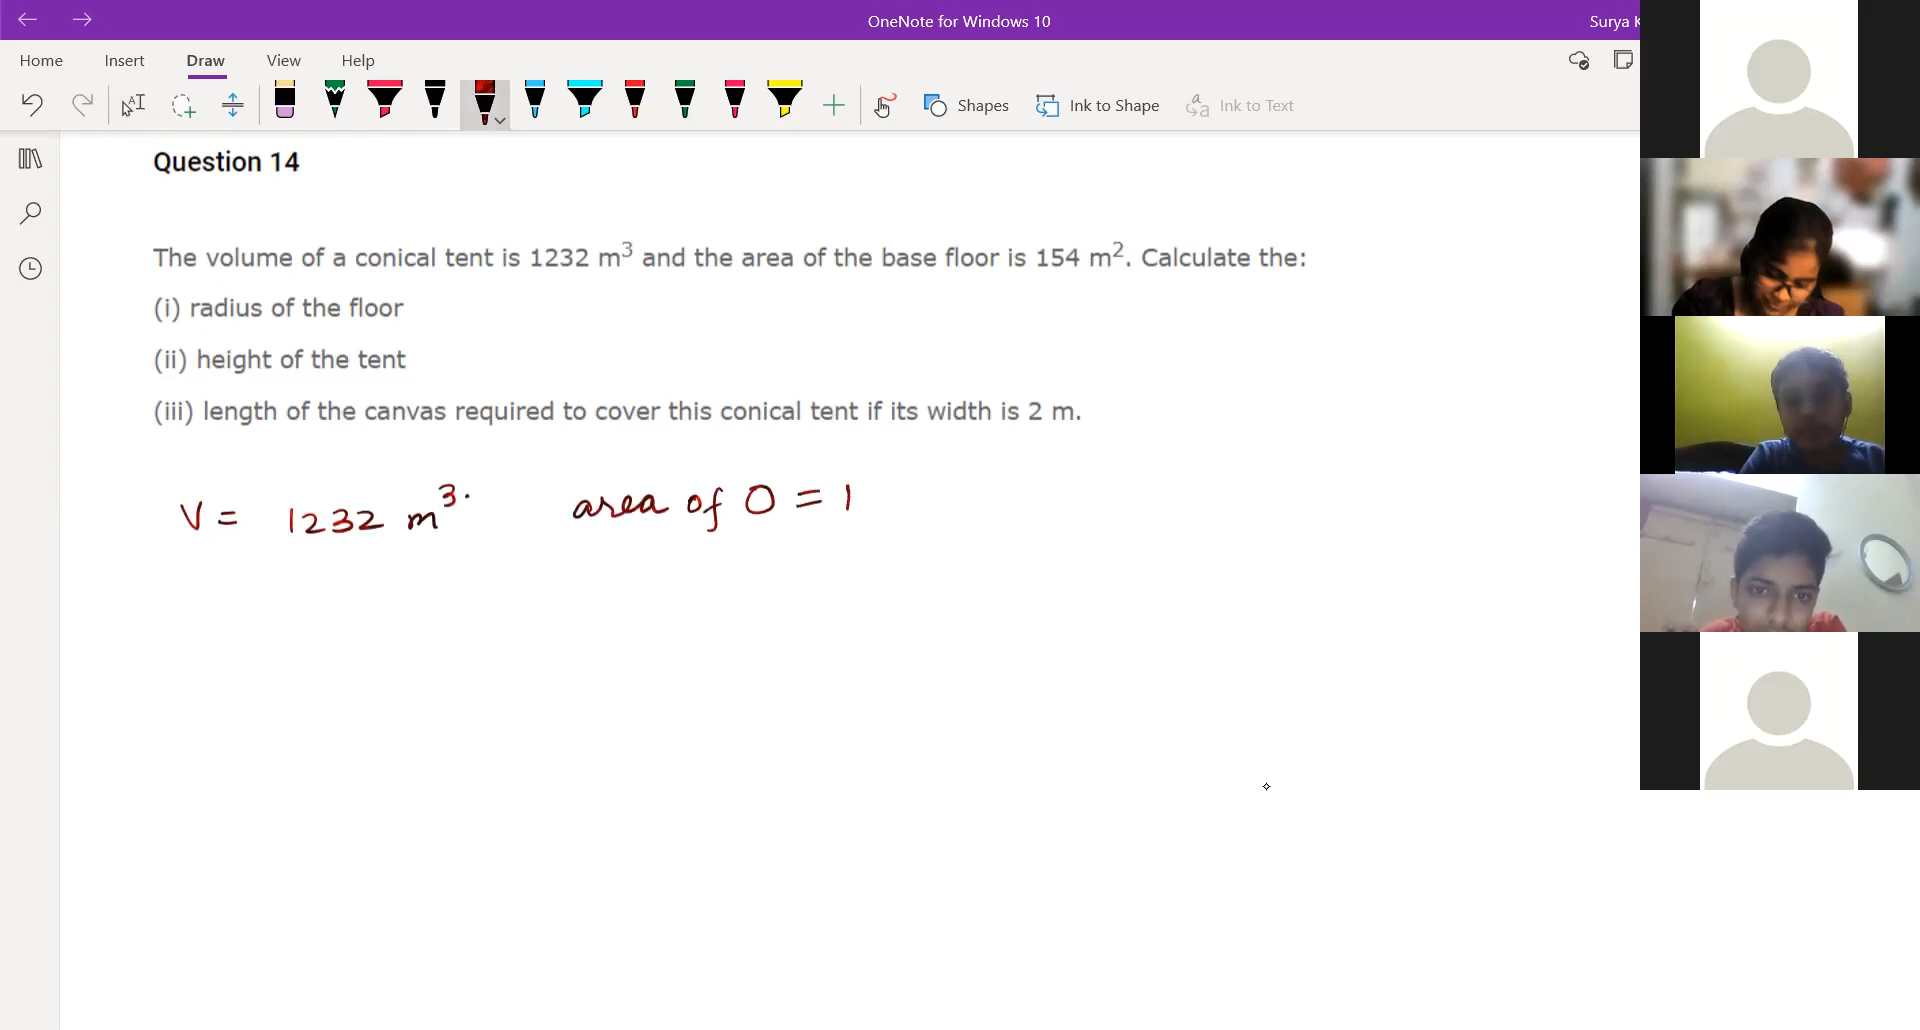 OneNote for Windows 10
Surya K
Home Insert Draw View Help
Shapes Ink to Shape Ink to Text
Question 14
The volume of a conical tent is 1232 m³ and the area of the base floor is 154 m². Calculate the:
(i) radius of the floor
(ii) height of the tent
(iii) length of the canvas required to cover this conical tent if its width is 2 m.
V = 1232 m³. area of O = 1